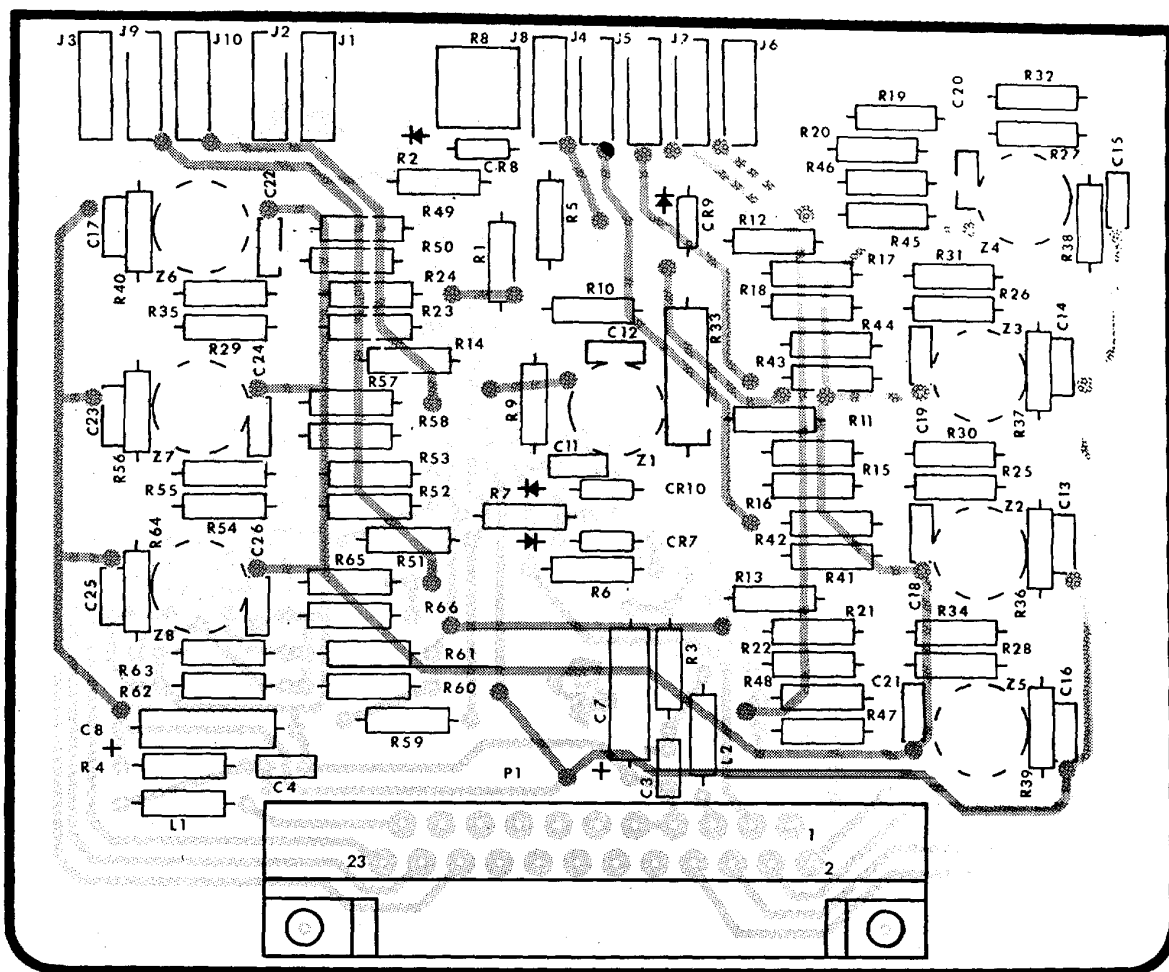 J3 J9 J10 J2 J1 R8 J8 J4 J5 J7 J6
C20 R32
R19
R20
R27 C15
R2 CR8
R46
C22
R49 R5 CR9 R12
R45 Z4 R38
C17 R50 R1
R40 Z6 R24 R17 R31
R35 R23 R10 R18 R26
R29 R14 C12 R33 R44 Z3 C14
C24 R57 R43
C23 R58 R9 R11 C19 R37
R56 Z7 C11 Z1 R30
R55 R53 R15 R25
R54 R52 R7 CR10 R16 Z2 C13
R64 C26 R51 CR7 R42
C25 R65 R6 R41 C18 R36
R13
Z8 R66 R21 R34
R63 R61 R3 R22 R28
R62 R60 R48 C21 Z5 C16
C8 R59 C7 R47
+
R4 C4 P1 + C3 L2 R39
L1
1
23 2